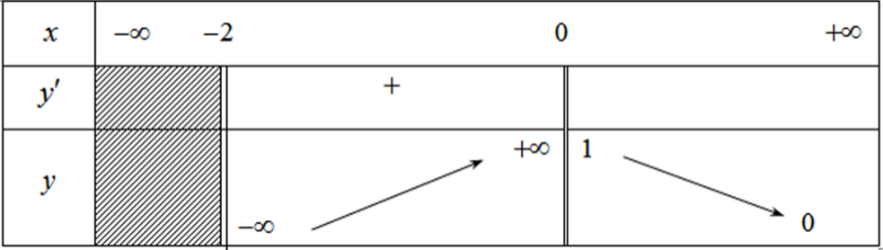 x −∞ −2 0 +∞
y′ +
+∞ 1
y
−∞ 0